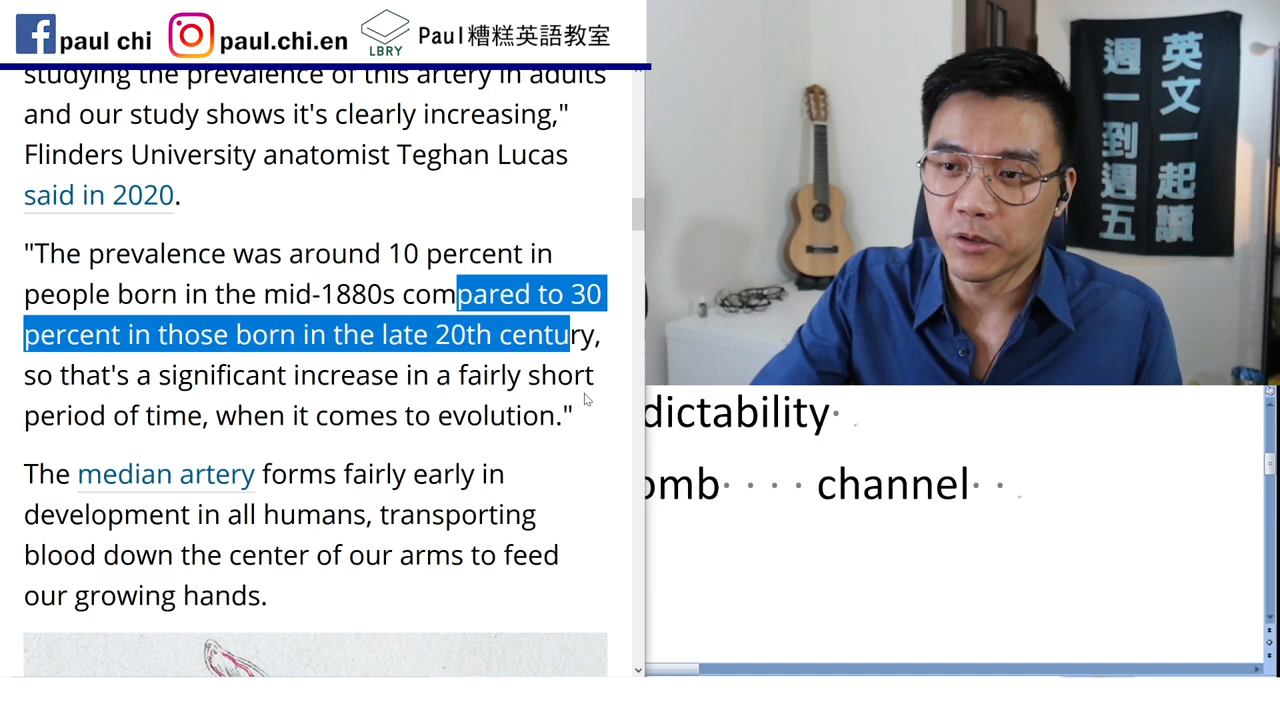 paul chi
paul.chi.en
LBRY
Paul糟糕英語教室
studying the prevalence of this artery in adults
and our study shows it's clearly increasing,"
Flinders University anatomist Teghan Lucas
said in 2020.
"The prevalence was around 10 percent in
people born in the mid-1880s compared to 30
percent in those born in the late 20th century,
so that's a significant increase in a fairly short
period of time, when it comes to evolution."
The median artery forms fairly early in
development in all humans, transporting
blood down the center of our arms to feed
our growing hands.
英文一起讀
週一到週五
dictability
omb channel